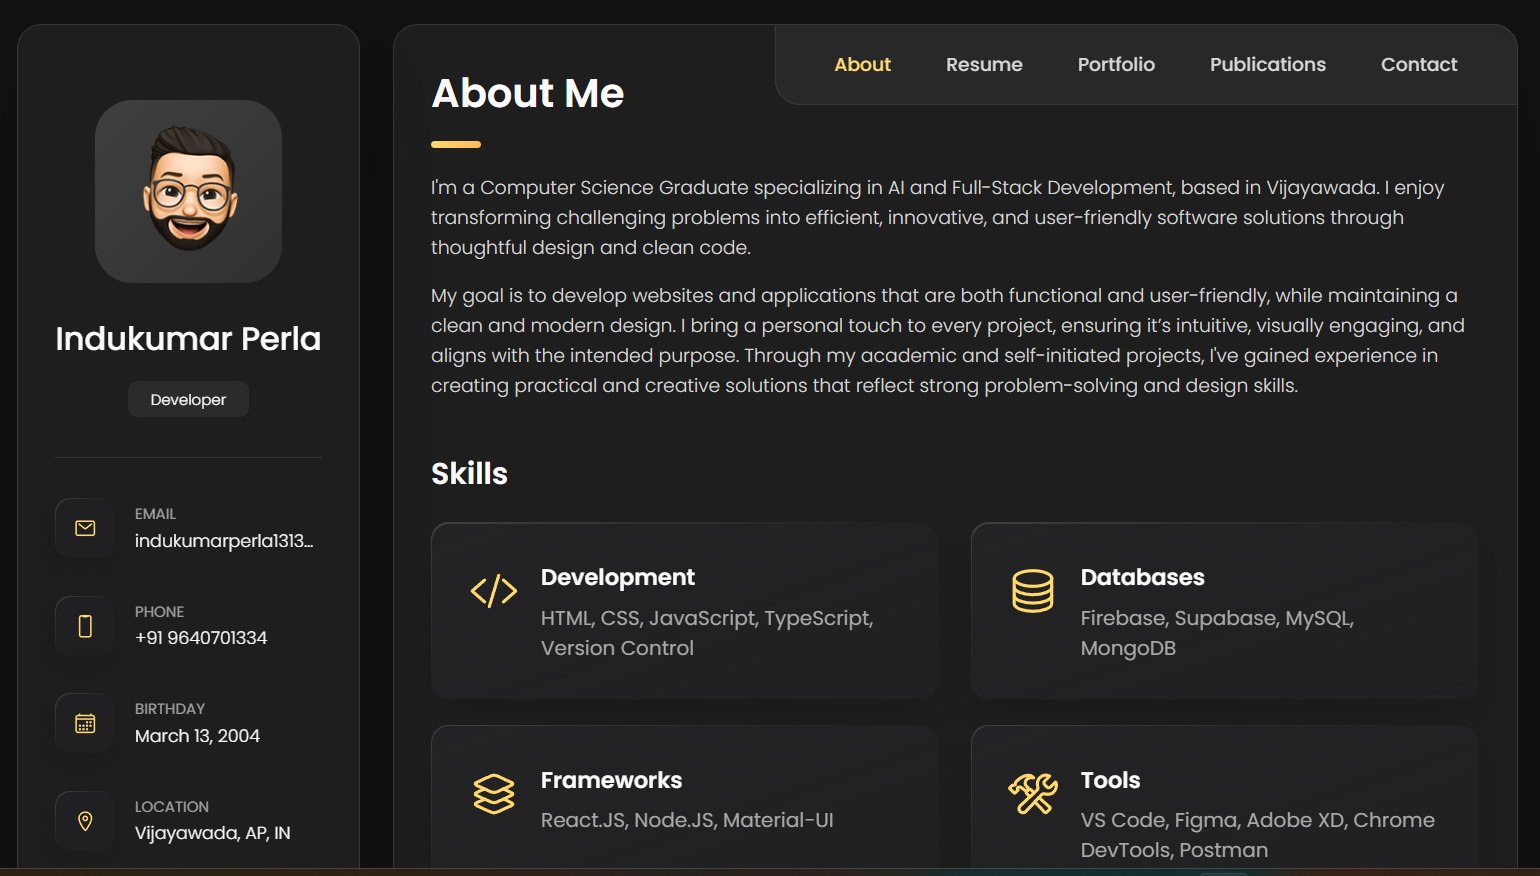 Indukumar Perla
Developer
EMAIL
indukumarperla1313...
PHONE
+91 9640701334
BIRTHDAY
March 13, 2004
LOCATION
Vijayawada, AP, IN
About
Resume
Portfolio
Publications
Contact
About Me
I'm a Computer Science Graduate specializing in AI and Full-Stack Development, based in Vijayawada. I enjoy
transforming challenging problems into efficient, innovative, and user-friendly software solutions through
thoughtful design and clean code.
My goal is to develop websites and applications that are both functional and user-friendly, while maintaining a
clean and modern design. I bring a personal touch to every project, ensuring it’s intuitive, visually engaging, and
aligns with the intended purpose. Through my academic and self-initiated projects, I've gained experience in
creating practical and creative solutions that reflect strong problem-solving and design skills.
Skills
Development
HTML, CSS, JavaScript, TypeScript,
Version Control
Databases
Firebase, Supabase, MySQL,
MongoDB
Frameworks
React.JS, Node.JS, Material-UI
Tools
VS Code, Figma, Adobe XD, Chrome
DevTools, Postman